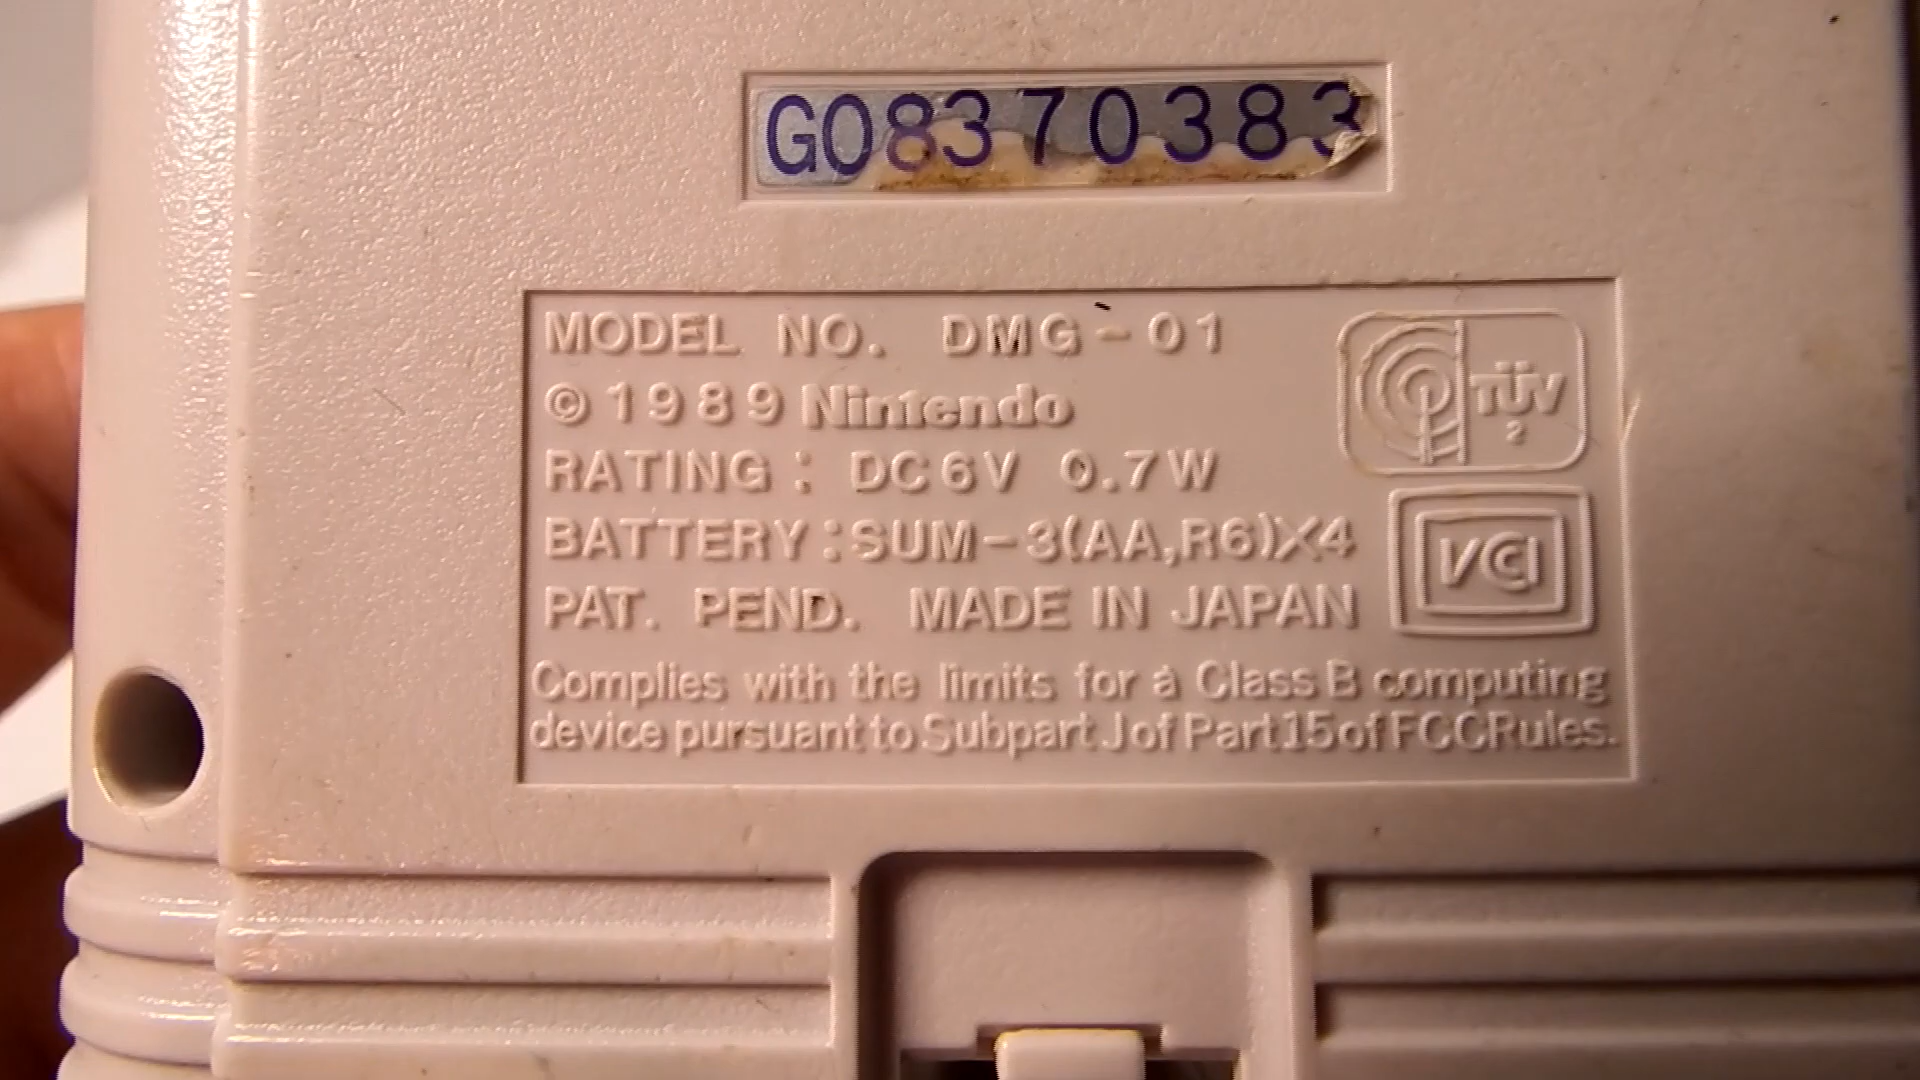 G08370383
MODEL NO. DMG-01
©1989 Nintendo
RATING: DC6V 0.7W
BATTERY:SUM-3(AA,R6)X4
PAT. PEND. MADE IN JAPAN
Complies with the limits for a Class B computing
device pursuant to Subpart J of Part 15 of FCC Rules.
TÜV
2
VCI